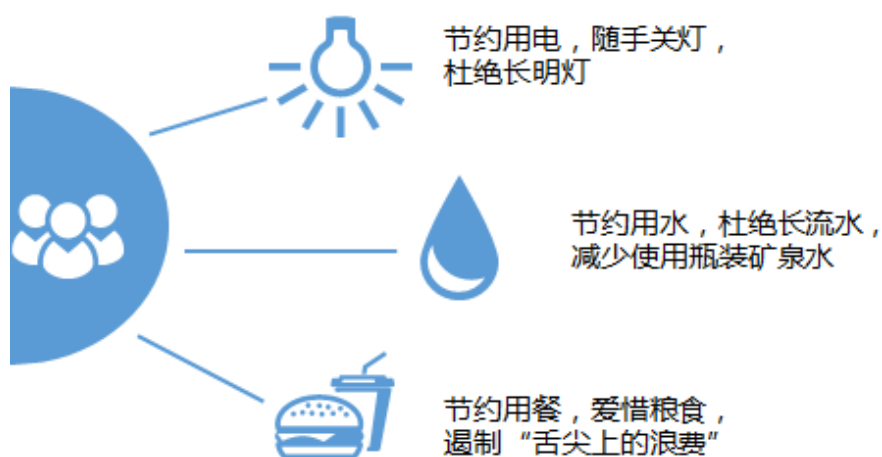 节约用电，随手关灯，
杜绝长明灯
节约用水，杜绝长流水，
减少使用瓶装矿泉水
节约用餐，爱惜粮食，
遏制“舌尖上的浪费”